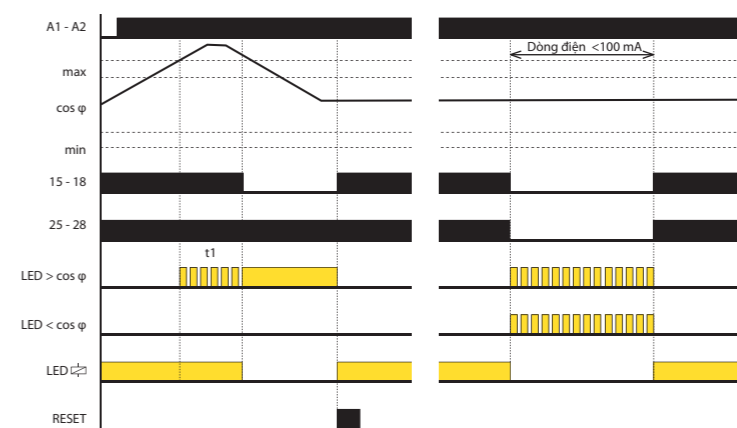 A1 - A2
Dòng điện <100 mA
max
cos φ
min
15 - 18
25 - 28
t1
LED > cos φ
LED < cos φ
LED
RESET